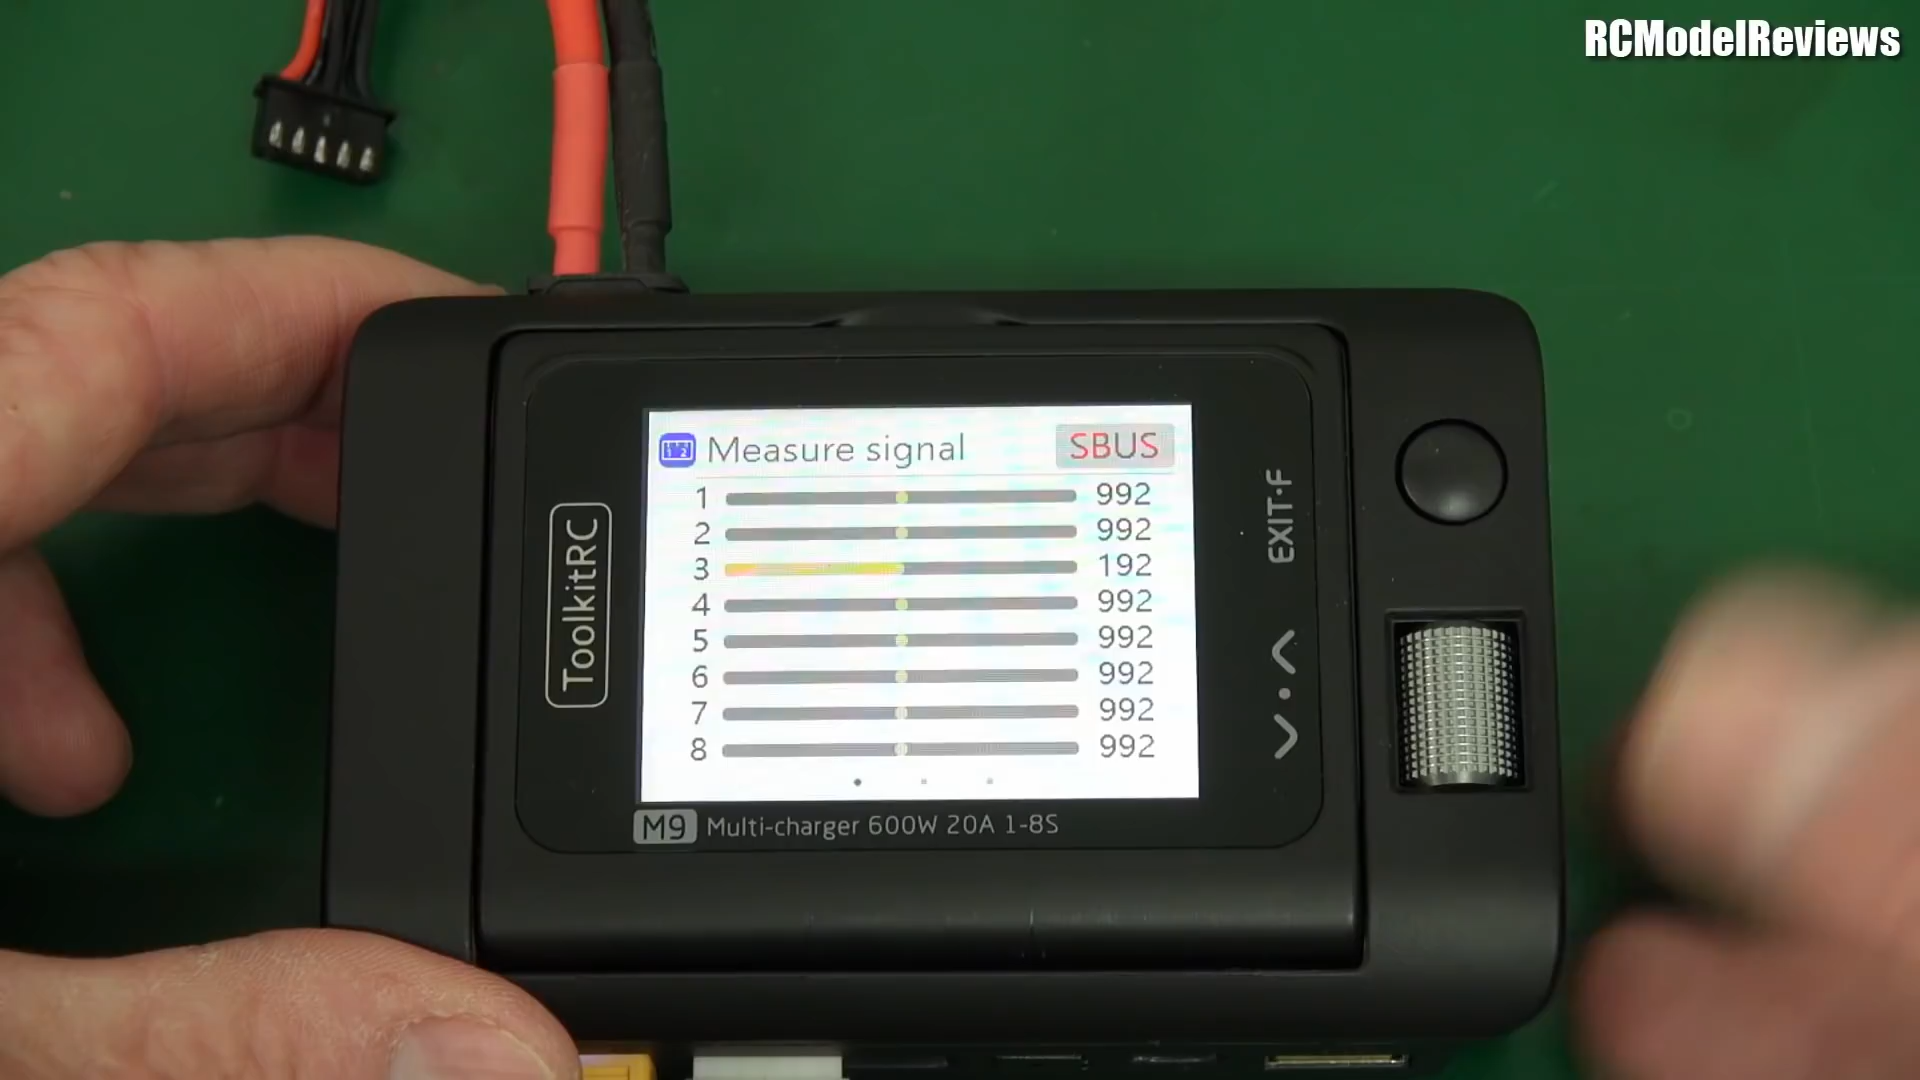 RCModelReviews
Measure signal SBUS
1 992
2 992
3 192
4 992
5 992
6 992
7 992
8 992
ToolkitRC
EXIT·F
M9 Multi-charger 600W 20A 1-8S